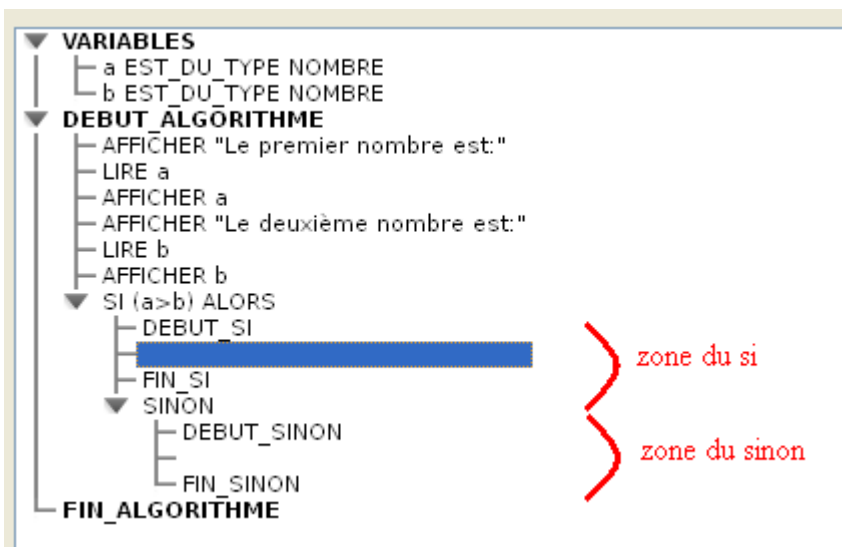 VARIABLES
a EST_DU_TYPE NOMBRE
b EST_DU_TYPE NOMBRE
DEBUT_ALGORITHME
AFFICHER "Le premier nombre est:"
LIRE a
AFFICHER a
AFFICHER "Le deuxième nombre est:"
LIRE b
AFFICHER b
SI (a>b) ALORS
DEBUT_SI
zone du si
FIN_SI
SINON
DEBUT_SINON
zone du sinon
FIN_SINON
FIN_ALGORITHME